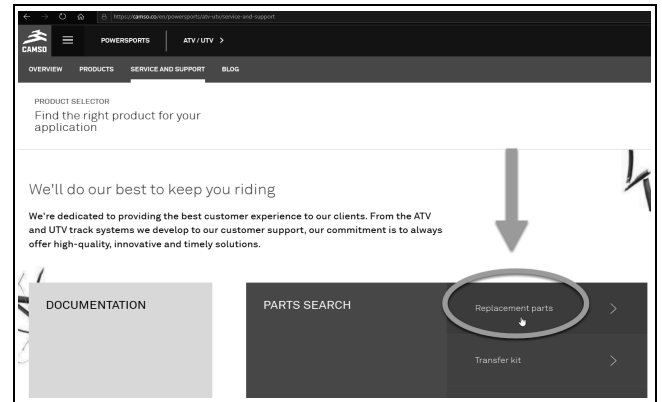 https://camso.co/en/powersports/atv-utv/service-and-support
CAMSO
POWERSPORTS
ATV / UTV >
OVERVIEW PRODUCTS SERVICE AND SUPPORT BLOG
PRODUCT SELECTOR
Find the right product for your
application
We'll do our best to keep you riding
We're dedicated to providing the best customer experience to our clients. From the ATV
and UTV track systems we develop to our customer support, our commitment is to always
offer high-quality, innovative and timely solutions.
DOCUMENTATION
PARTS SEARCH
Replacement parts
Transfer kit